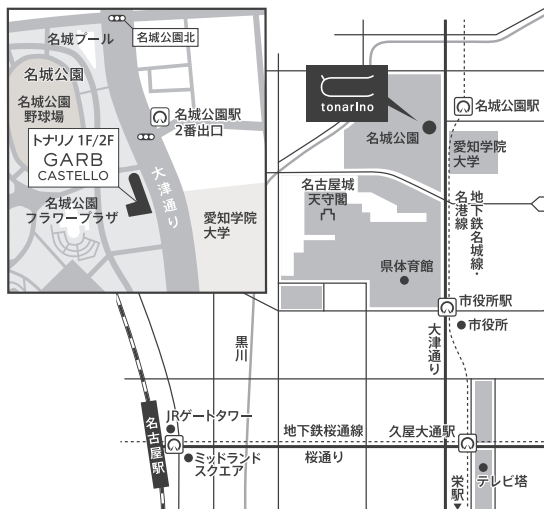 名城公園北
名城プール
名城公園
名城公園
野球場
名城公園駅
2番出口
トナリノ 1F/2F
GARB
CASTELLO
大津通り
名城公園
フラワープラザ
愛知学院
大学
tonarino
名城公園駅
名城公園
愛知学院
大学
名古屋城
天守閣
地下鉄名城線・
名港線
県体育館
市役所駅
市役所
大津通り
黒川
JRゲートタワー
名古屋駅
ミッドランド
スクエア
地下鉄桜通線
桜通り
久屋大通駅
テレビ塔
栄駅